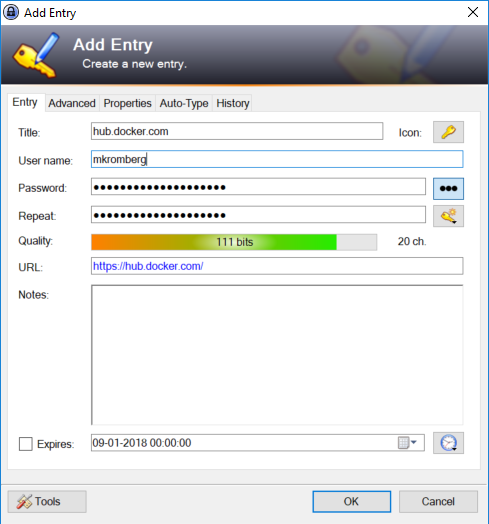 Add Entry
Add Entry
Create a new entry.
Entry Advanced Properties Auto-Type History
Title: hub.docker.com Icon:
User name: mkromberg
Password: ●●●●●●●●●●●●●●●●●●●● ●●●
Repeat: ●●●●●●●●●●●●●●●●●●●●
Quality: 111 bits 20 ch.
URL: https://hub.docker.com/
Notes:
Expires: 09-01-2018 00:00:00
Tools OK Cancel